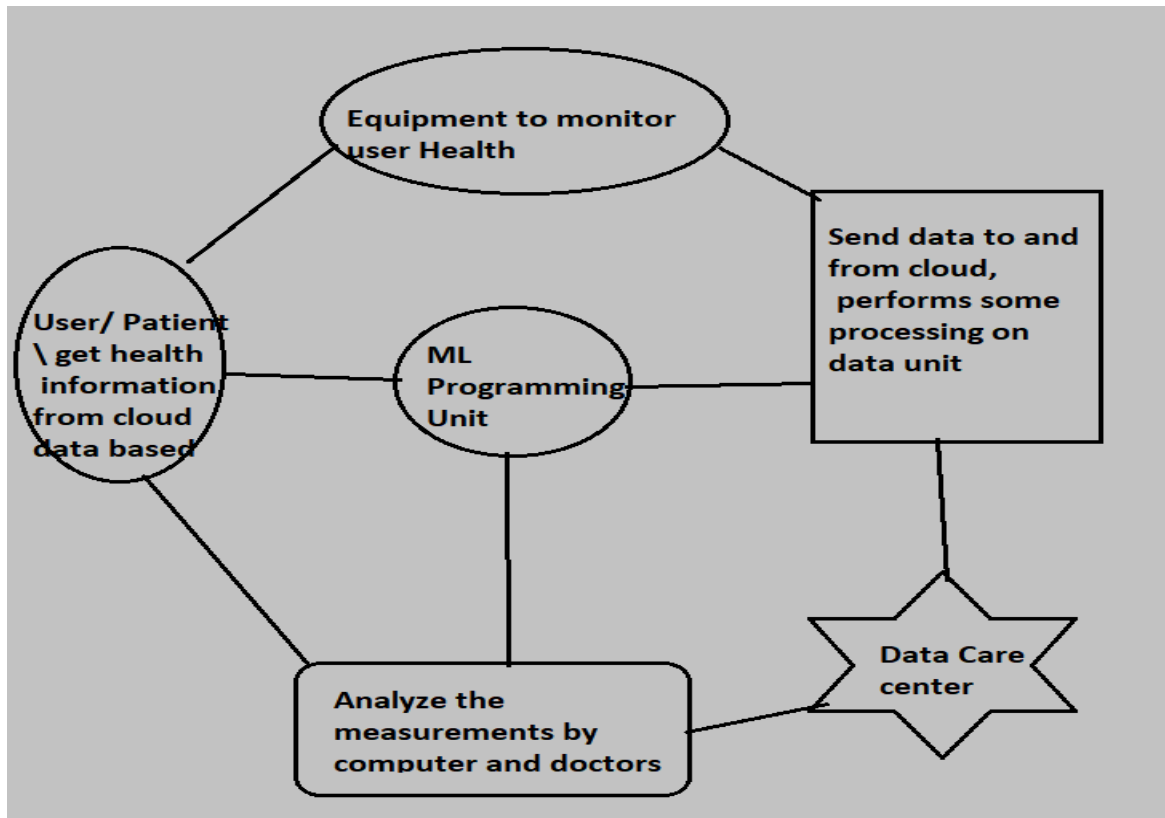 Equipment to monitor
user Health
Send data to and
from cloud,
performs some
processing on
data unit
User/ Patient
\ get health
information
from cloud
data based
ML
Programming
Unit
Data Care
center
Analyze the
measurements by
computer and doctors